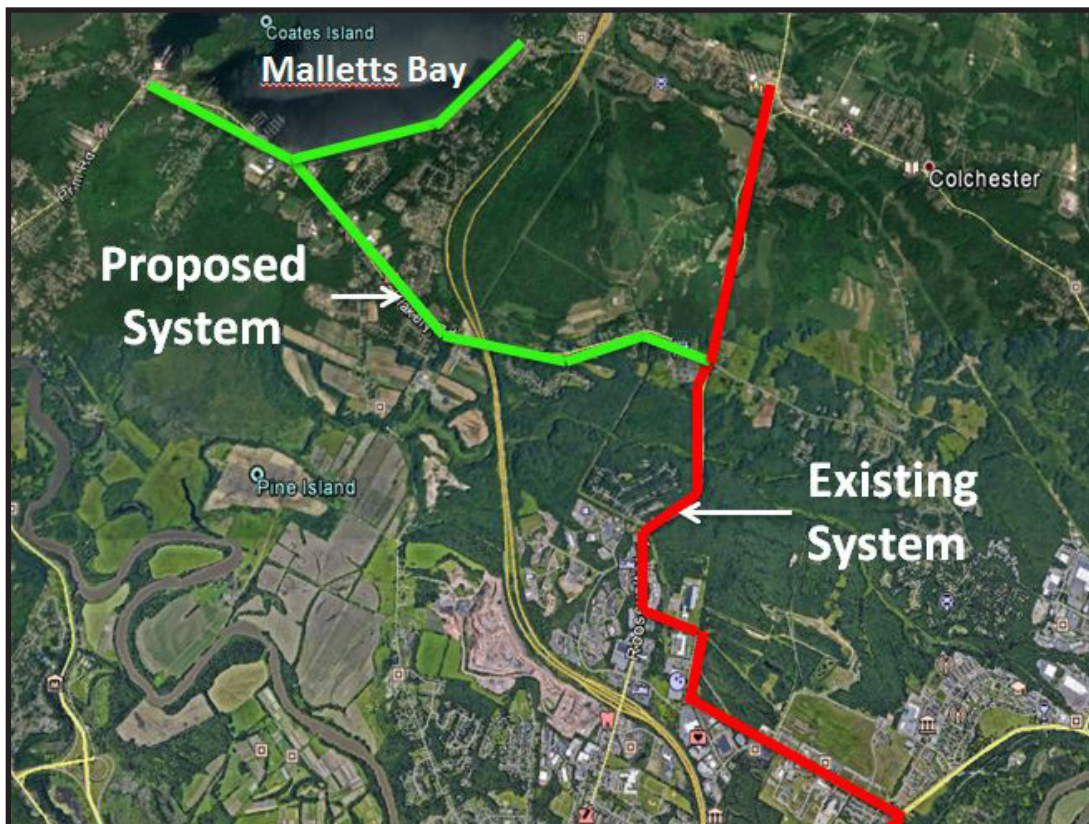 Coates Island
Malletts Bay
Colchester
Proposed
System
Pine Island
Existing
System